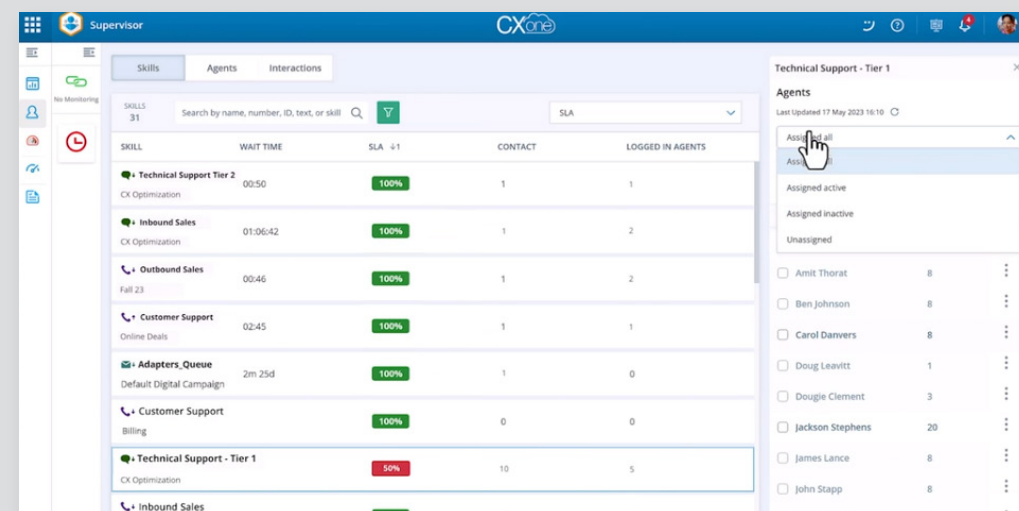 Supervisor
CXone
4
No Monitoring
Skills Agents Interactions
SKILLS
31
Search by name, number, ID, text, or skill
SLA
SKILL WAIT TIME SLA ↓1 CONTACT LOGGED IN AGENTS
Technical Support Tier 2
CX Optimization
00:50 100% 1 1
Inbound Sales
CX Optimization
01:06:42 100% 1 2
Outbound Sales
Fall 23
00:46 100% 1 2
Customer Support
Online Deals
02:45 100% 1 1
Adapters_Queue
Default Digital Campaign
2m 25d 100% 1 0
Customer Support
Billing
100% 0 0
Technical Support - Tier 1
CX Optimization
50% 10 5
Inbound Sales
Technical Support - Tier 1
Agents
Last Updated 17 May 2023 16:10
Assigned all
Assigned active
Assigned inactive
Unassigned
Amit Thorat 8
Ben Johnson 8
Carol Danvers 8
Doug Leavitt 1
Dougie Clement 3
Jackson Stephens 20
James Lance 8
John Stapp 8